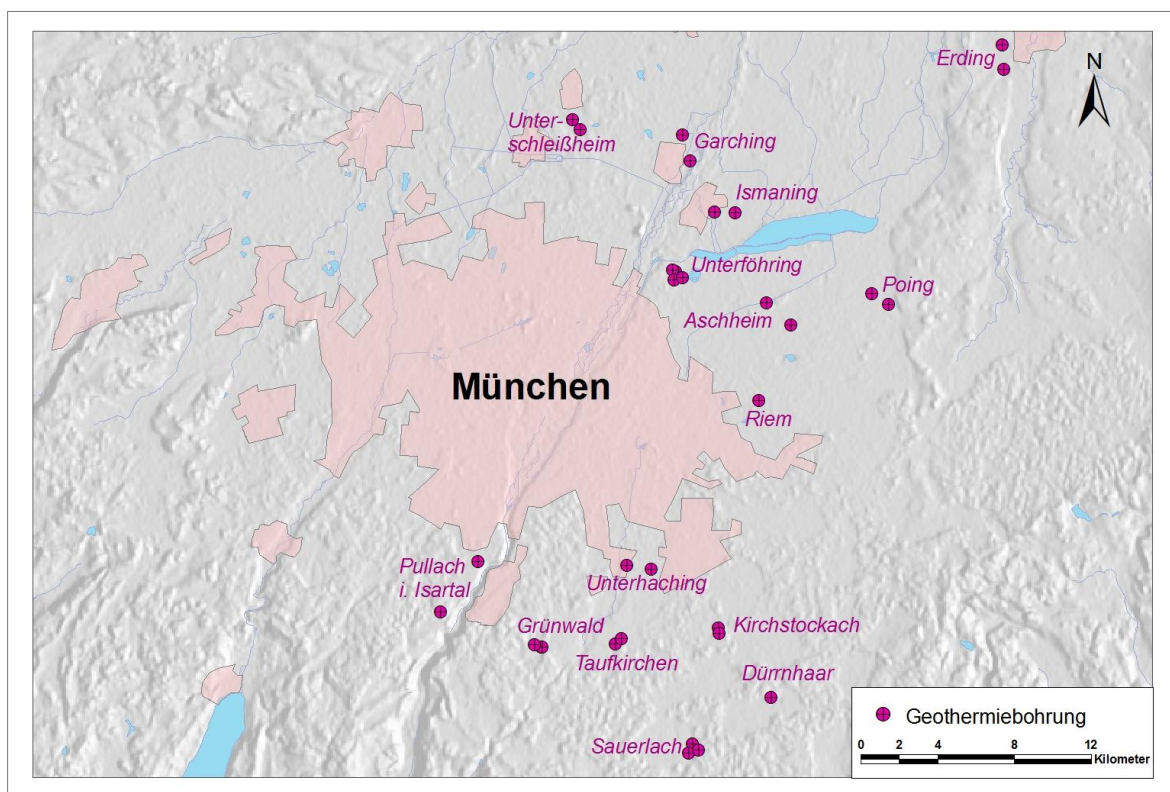 Erding
N
Unter-
schleißheim
Garching
Ismaning
Unterföhring
Poing
Aschheim
München
Riem
Pullach
i. Isartal
Unterhaching
Grünwald
Kirchstockach
Taufkirchen
Dürrnhaar
Sauerlach
Geothermiebohrung
0 2 4 8 12
Kilometer